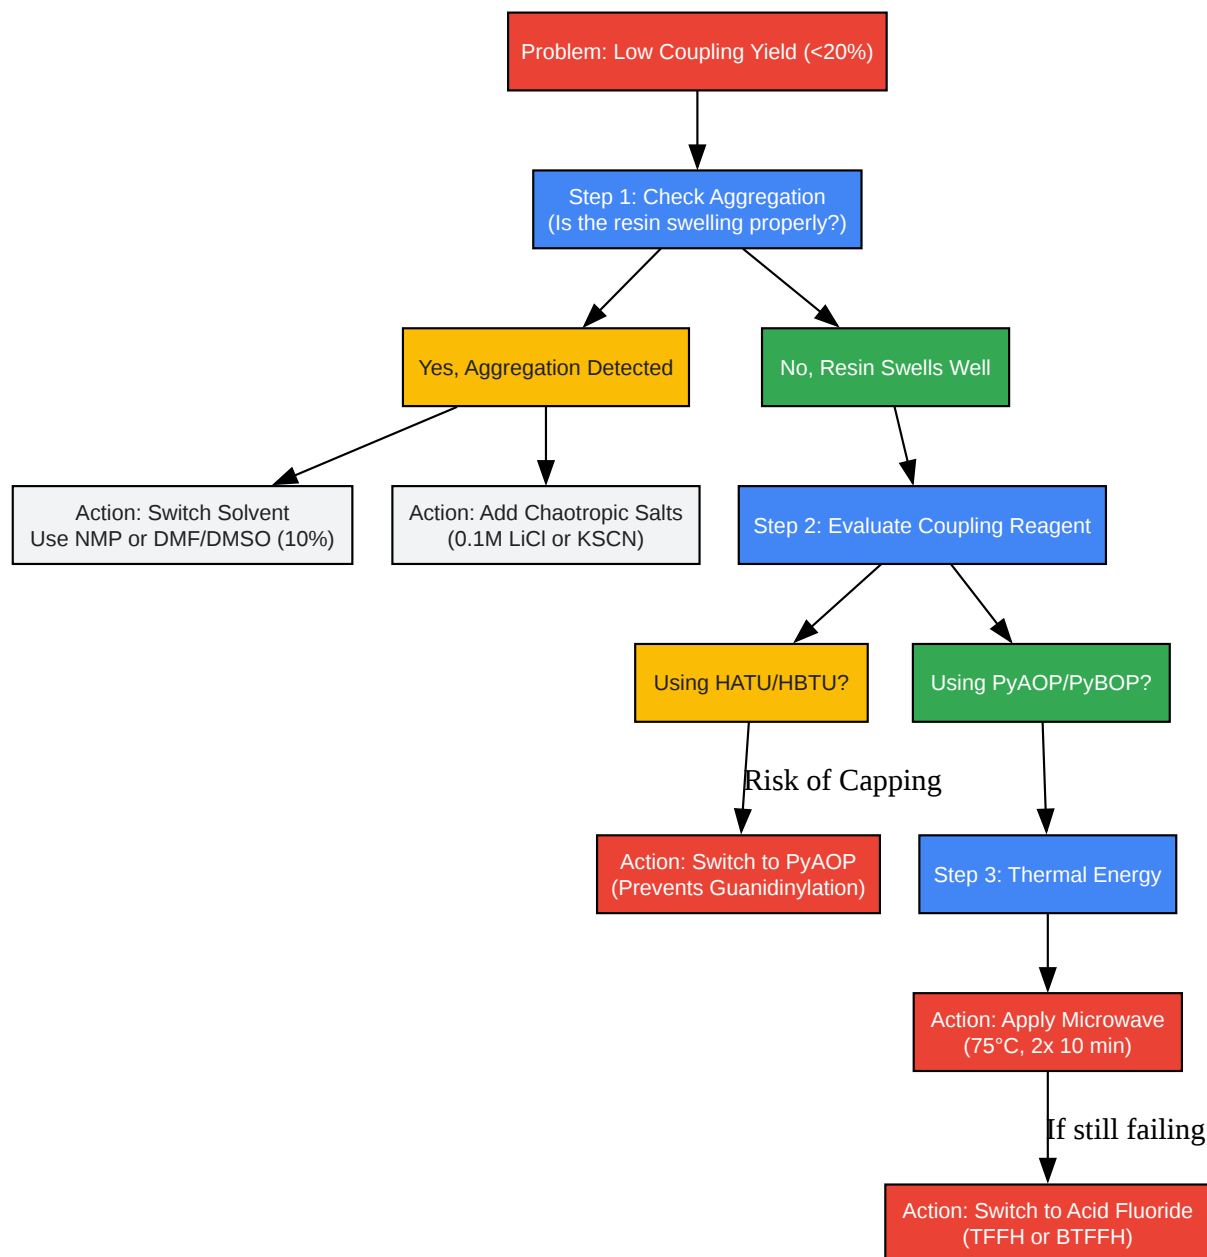 Problem: Low Coupling Yield (<20%)
Step 1: Check Aggregation
(Is the resin swelling properly?)
Yes, Aggregation Detected
No, Resin Swells Well
Action: Switch Solvent
Use NMP or DMF/DMSO (10%)
Action: Add Chaotropic Salts
(0.1M LiCl or KSCN)
Step 2: Evaluate Coupling Reagent
Using HATU/HBTU?
Using PyAOP/PyBOP?
Risk of Capping
Action: Switch to PyAOP
(Prevents Guanidinylation)
Step 3: Thermal Energy
Action: Apply Microwave
(75°C, 2x 10 min)
If still failing
Action: Switch to Acid Fluoride
(TFFH or BTFFH)